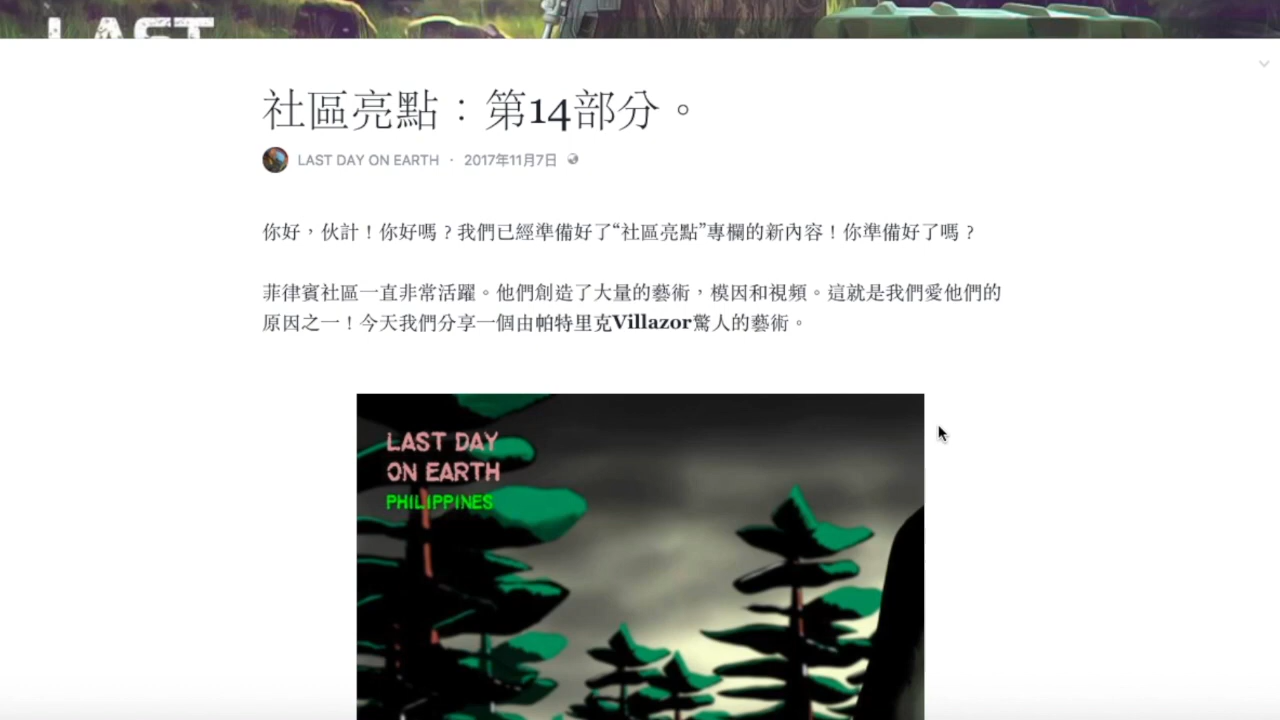 LAST
社區亮點：第14部分。
LAST DAY ON EARTH · 2017年11月7日
你好，伙計！你好嗎？我們已經準備好了“社區亮點”專欄的新內容！你準備好了嗎？
菲律賓社區一直非常活躍。他們創造了大量的藝術，模因和視頻。這就是我們愛他們的
原因之一！今天我們分享一個由帕特里克Villazor驚人的藝術。
LAST DAY
ON EARTH
PHILIPPINES